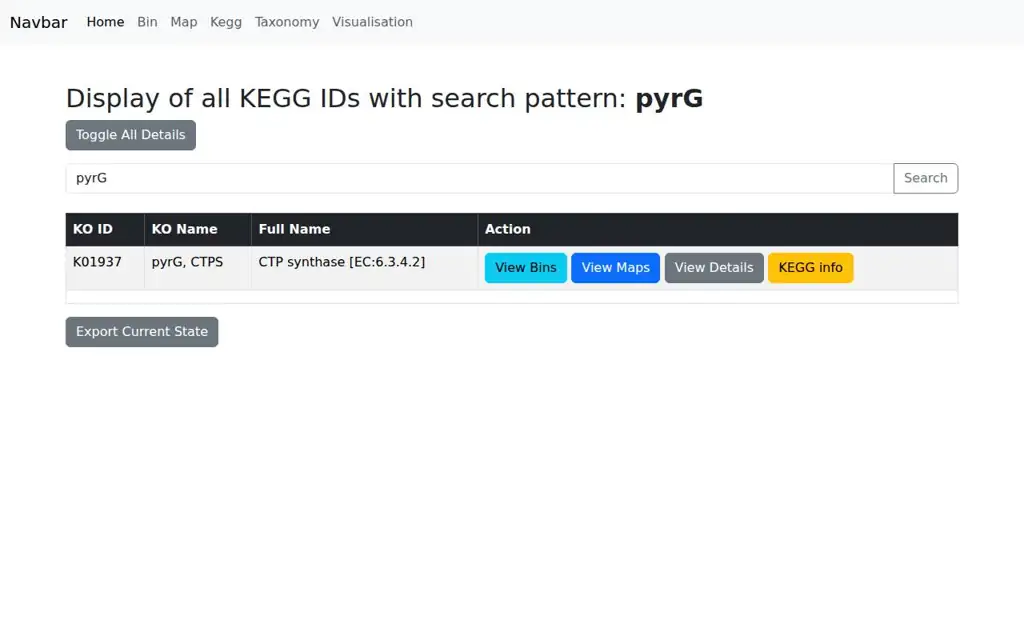 Navbar Home Bin Map Kegg Taxonomy Visualisation
Display of all KEGG IDs with search pattern: pyrG
Toggle All Details
pyrG Search
KO ID KO Name Full Name Action
K01937 pyrG, CTPS CTP synthase [EC:6.3.4.2] View Bins View Maps View Details KEGG info
Export Current State